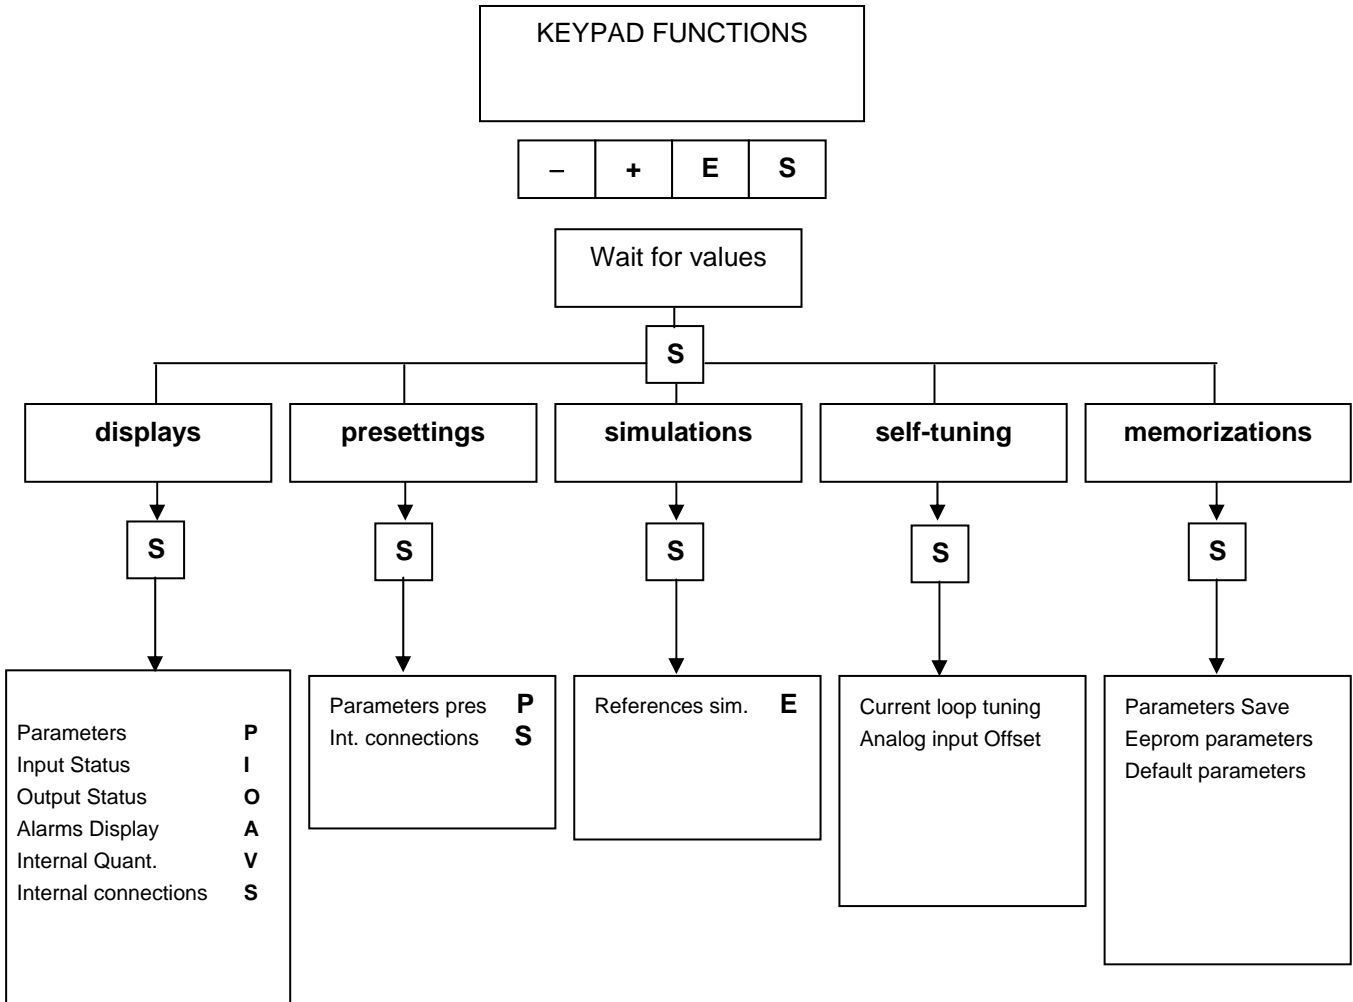 KEYPAD FUNCTIONS
– + E S
Wait for values
S
displays presettings simulations self-tuning memorizations
S S S S S
Parameters P
Input Status I
Output Status O
Alarms Display A
Internal Quant. V
Internal connections S
Parameters pres P
Int. connections S
References sim. E
Current loop tuning
Analog input Offset
Parameters Save
Eeprom parameters
Default parameters